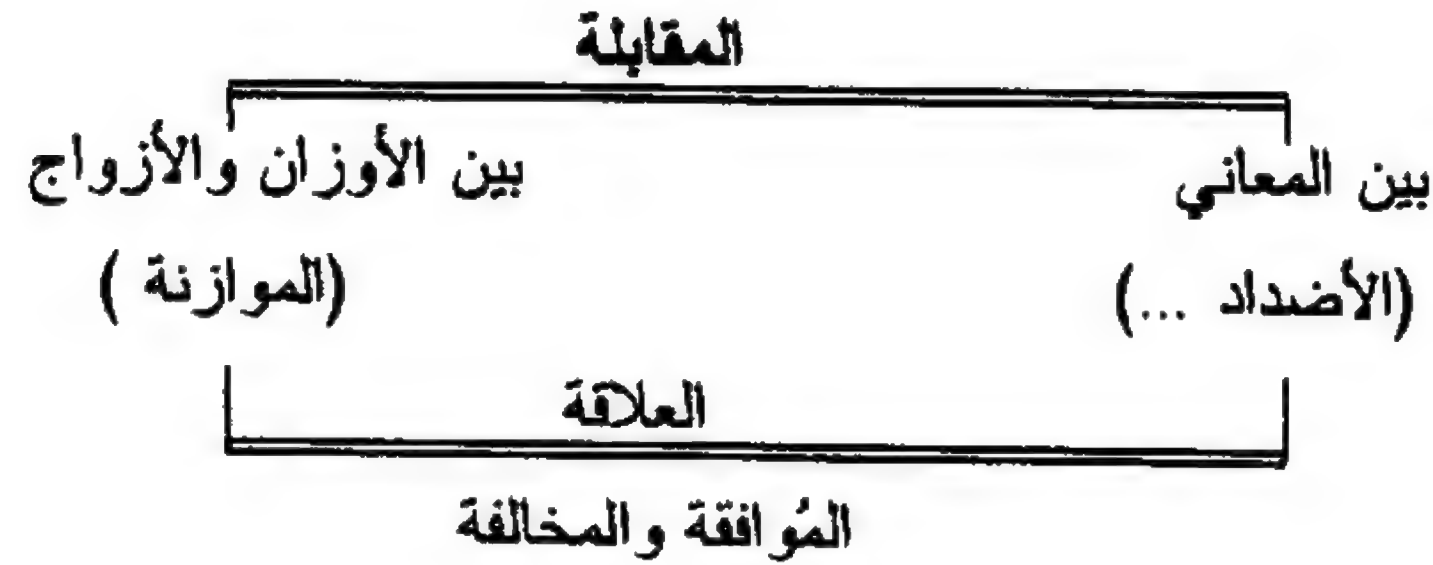 المقابلة
بين المعاني
بين الأوزان والأزواج
(الأضداد ...)
(الموازنة )
العلاقة
المُوافقة والمخالفة